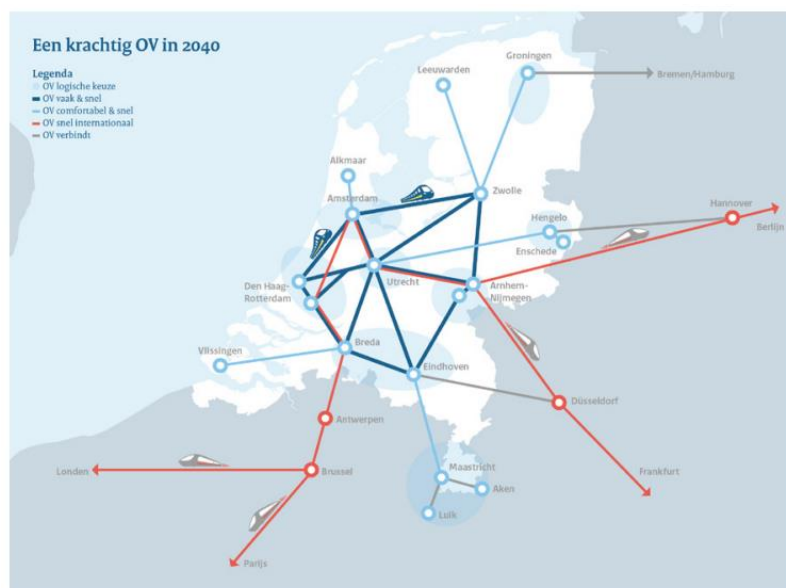 Een krachtig OV in 2040
Legenda
OV logische keuze
OV vaak & snel
OV comfortabel & snel
OV snel internationaal
OV verbindt
Groningen
Leeuwarden
Bremen/Hamburg
Alkmaar
Amsterdam
Zwolle
Hannover
Hengelo
Berlijn
Enschede
Den Haag-
Rotterdam
Utrecht
Arnhem-
Nijmegen
Vlissingen
Breda
Eindhoven
Düsseldorf
Antwerpen
Londen
Brussel
Maastricht
Frankfurt
Aken
Luik
Parijs